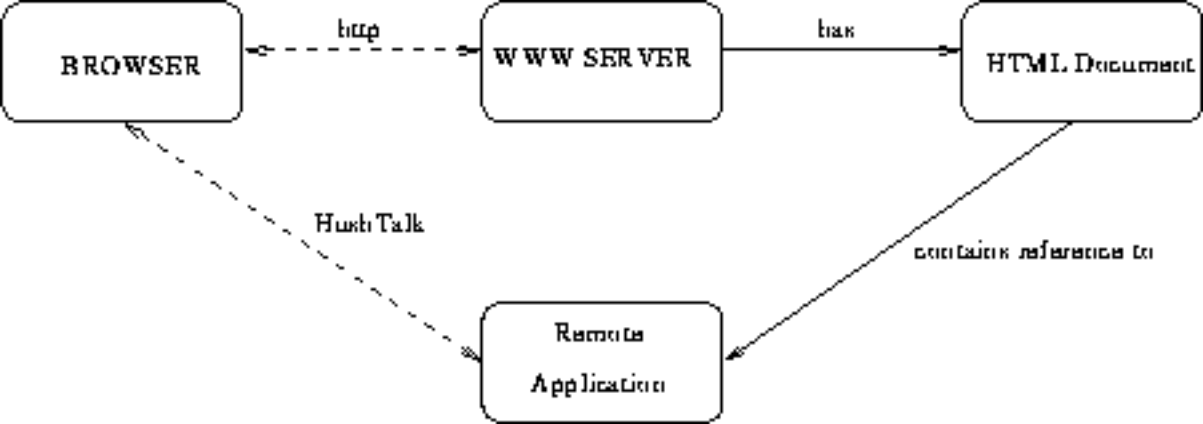 http
has
BROWSER
WWW SERVER
HTML Document
HushTalk
contains reference to
Remote
Application